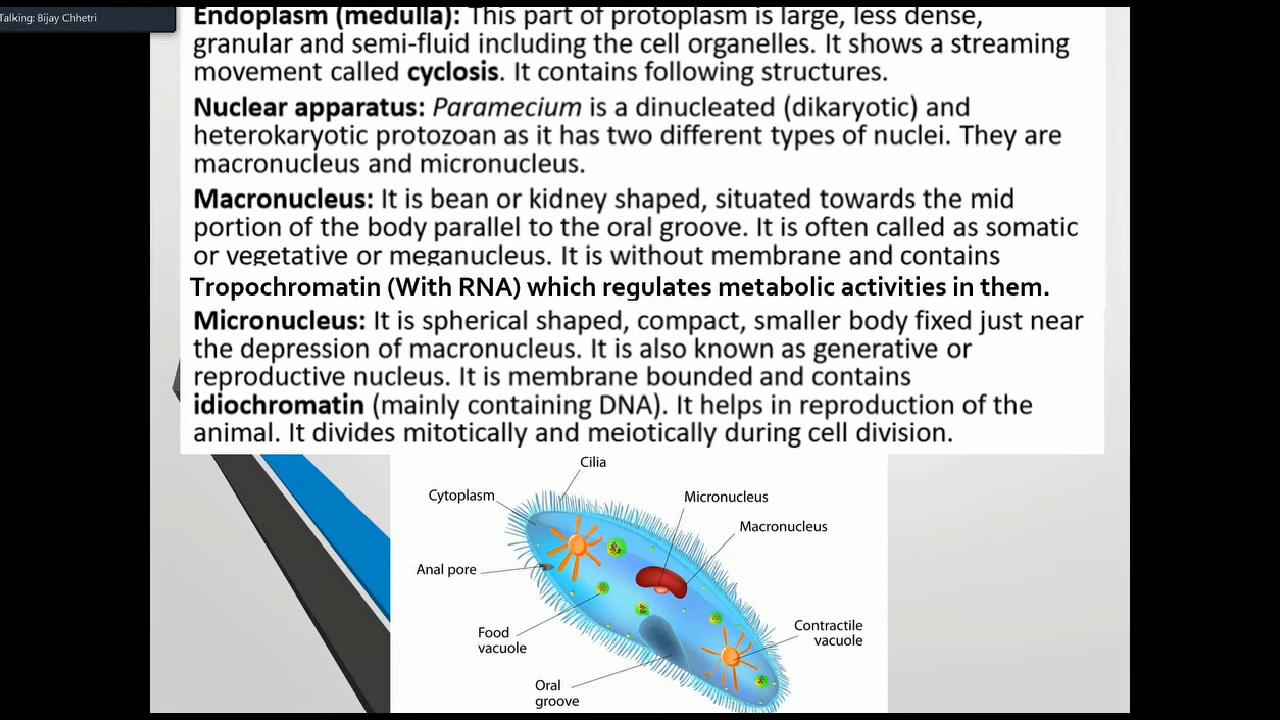 Talking: Bijay Chhetri
Endoplasm (medulla): This part of protoplasm is large, less dense,
granular and semi-fluid including the cell organelles. It shows a streaming
movement called cyclosis. It contains following structures.
Nuclear apparatus: Paramecium is a dinucleated (dikaryotic) and
heterokaryotic protozoan as it has two different types of nuclei. They are
macronucleus and micronucleus.
Macronucleus: It is bean or kidney shaped, situated towards the mid
portion of the body parallel to the oral groove. It is often called as somatic
or vegetative or meganucleus. It is without membrane and contains
Tropochromatin (With RNA) which regulates metabolic activities in them.
Micronucleus: It is spherical shaped, compact, smaller body fixed just near
the depression of macronucleus. It is also known as generative or
reproductive nucleus. It is membrane bounded and contains
idiochromatin (mainly containing DNA). It helps in reproduction of the
animal. It divides mitotically and meiotically during cell division.
Cilia
Cytoplasm
Micronucleus
Macronucleus
Anal pore
Contractile
vacuole
Food
vacuole
Oral
groove